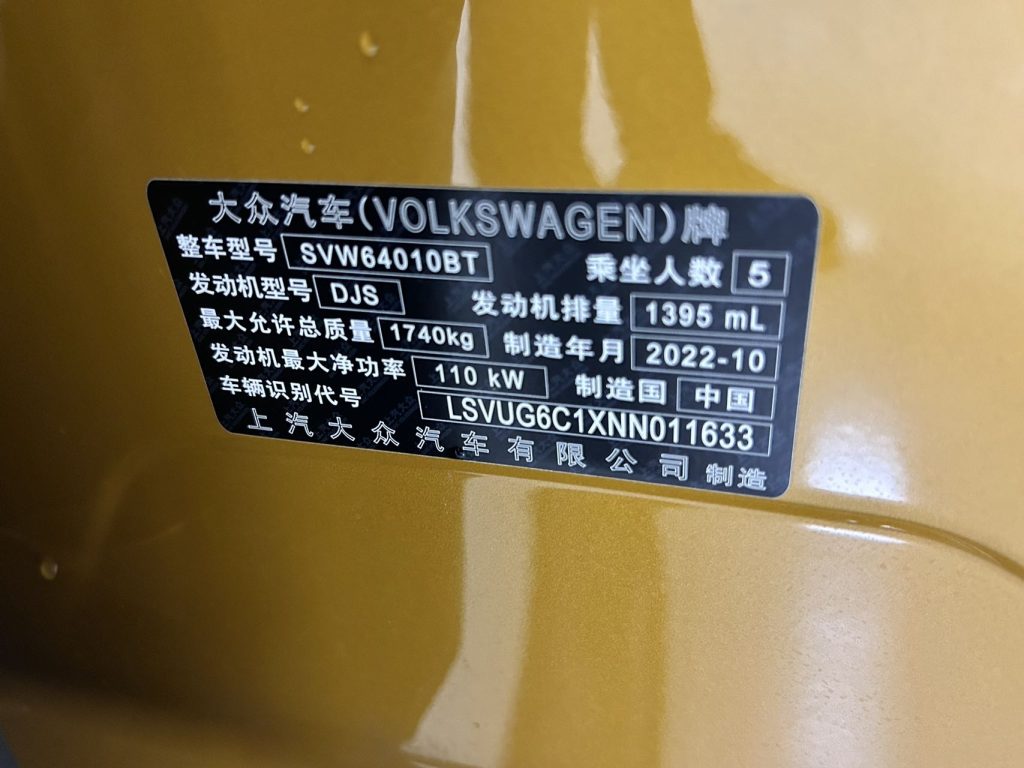 大众汽车(VOLKSWAGEN)牌
整车型号 SVW64010BT 乘坐人数 5
发动机型号 DJS 发动机排量 1395 mL
最大允许总质量 1740kg 制造年月 2022-10
发动机最大净功率 110 kW 制造国 中国
车辆识别代号 LSVUG6C1XNN011633
上汽大众汽车有限公司 制造